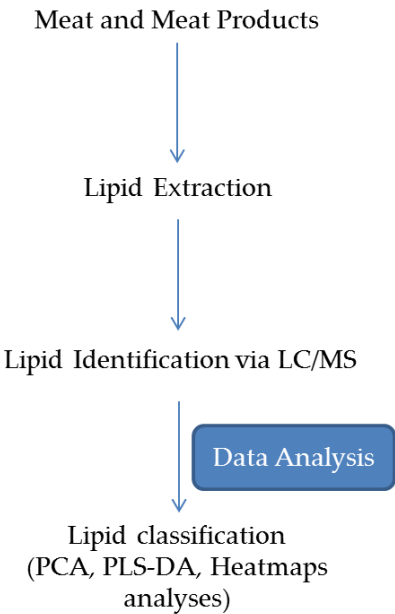 Meat and Meat Products
Lipid Extraction
Lipid Identification via LC/MS
Data Analysis
Lipid classification
(PCA, PLS-DA, Heatmaps
analyses)